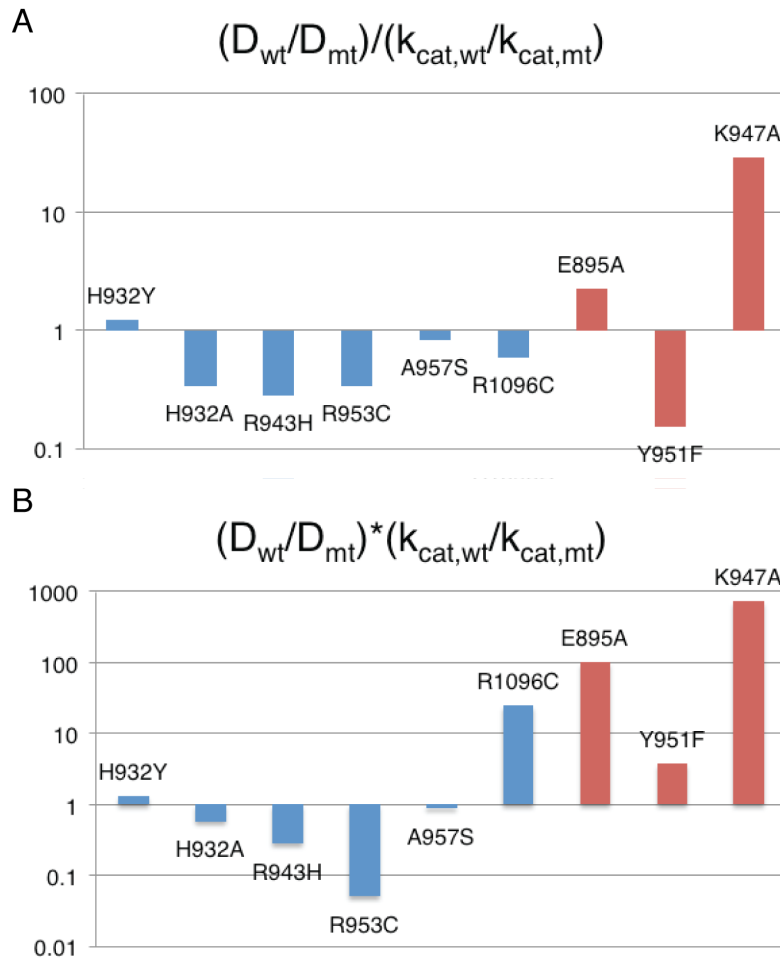 A
(Dwt/Dmt)/(kcat,wt/kcat,mt)
100
K947A
10
E895A
H932Y
1
A957S
R1096C
H932A
R943H
R953C
0.1
Y951F
B
(Dwt/Dmt)*(kcat,wt/kcat,mt)
K947A
1000
E895A
100
R1096C
10
Y951F
H932Y
1
H932A
A957S
R943H
0.1
R953C
0.01